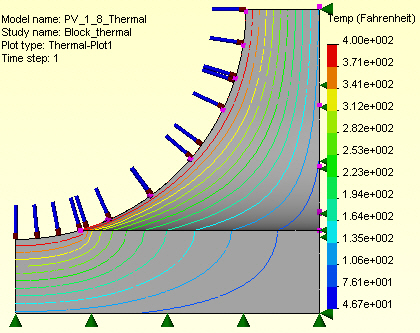 Model name: PV_1_8_Thermal
Study name: Block_thermal
Plot type: Thermal-Plot1
Time step: 1
Temp (Fahrenheit)
4.00e+002
3.71e+002
3.41e+002
3.12e+002
2.82e+002
2.53e+002
2.23e+002
1.94e+002
1.64e+002
1.35e+002
1.06e+002
7.61e+001
4.67e+001